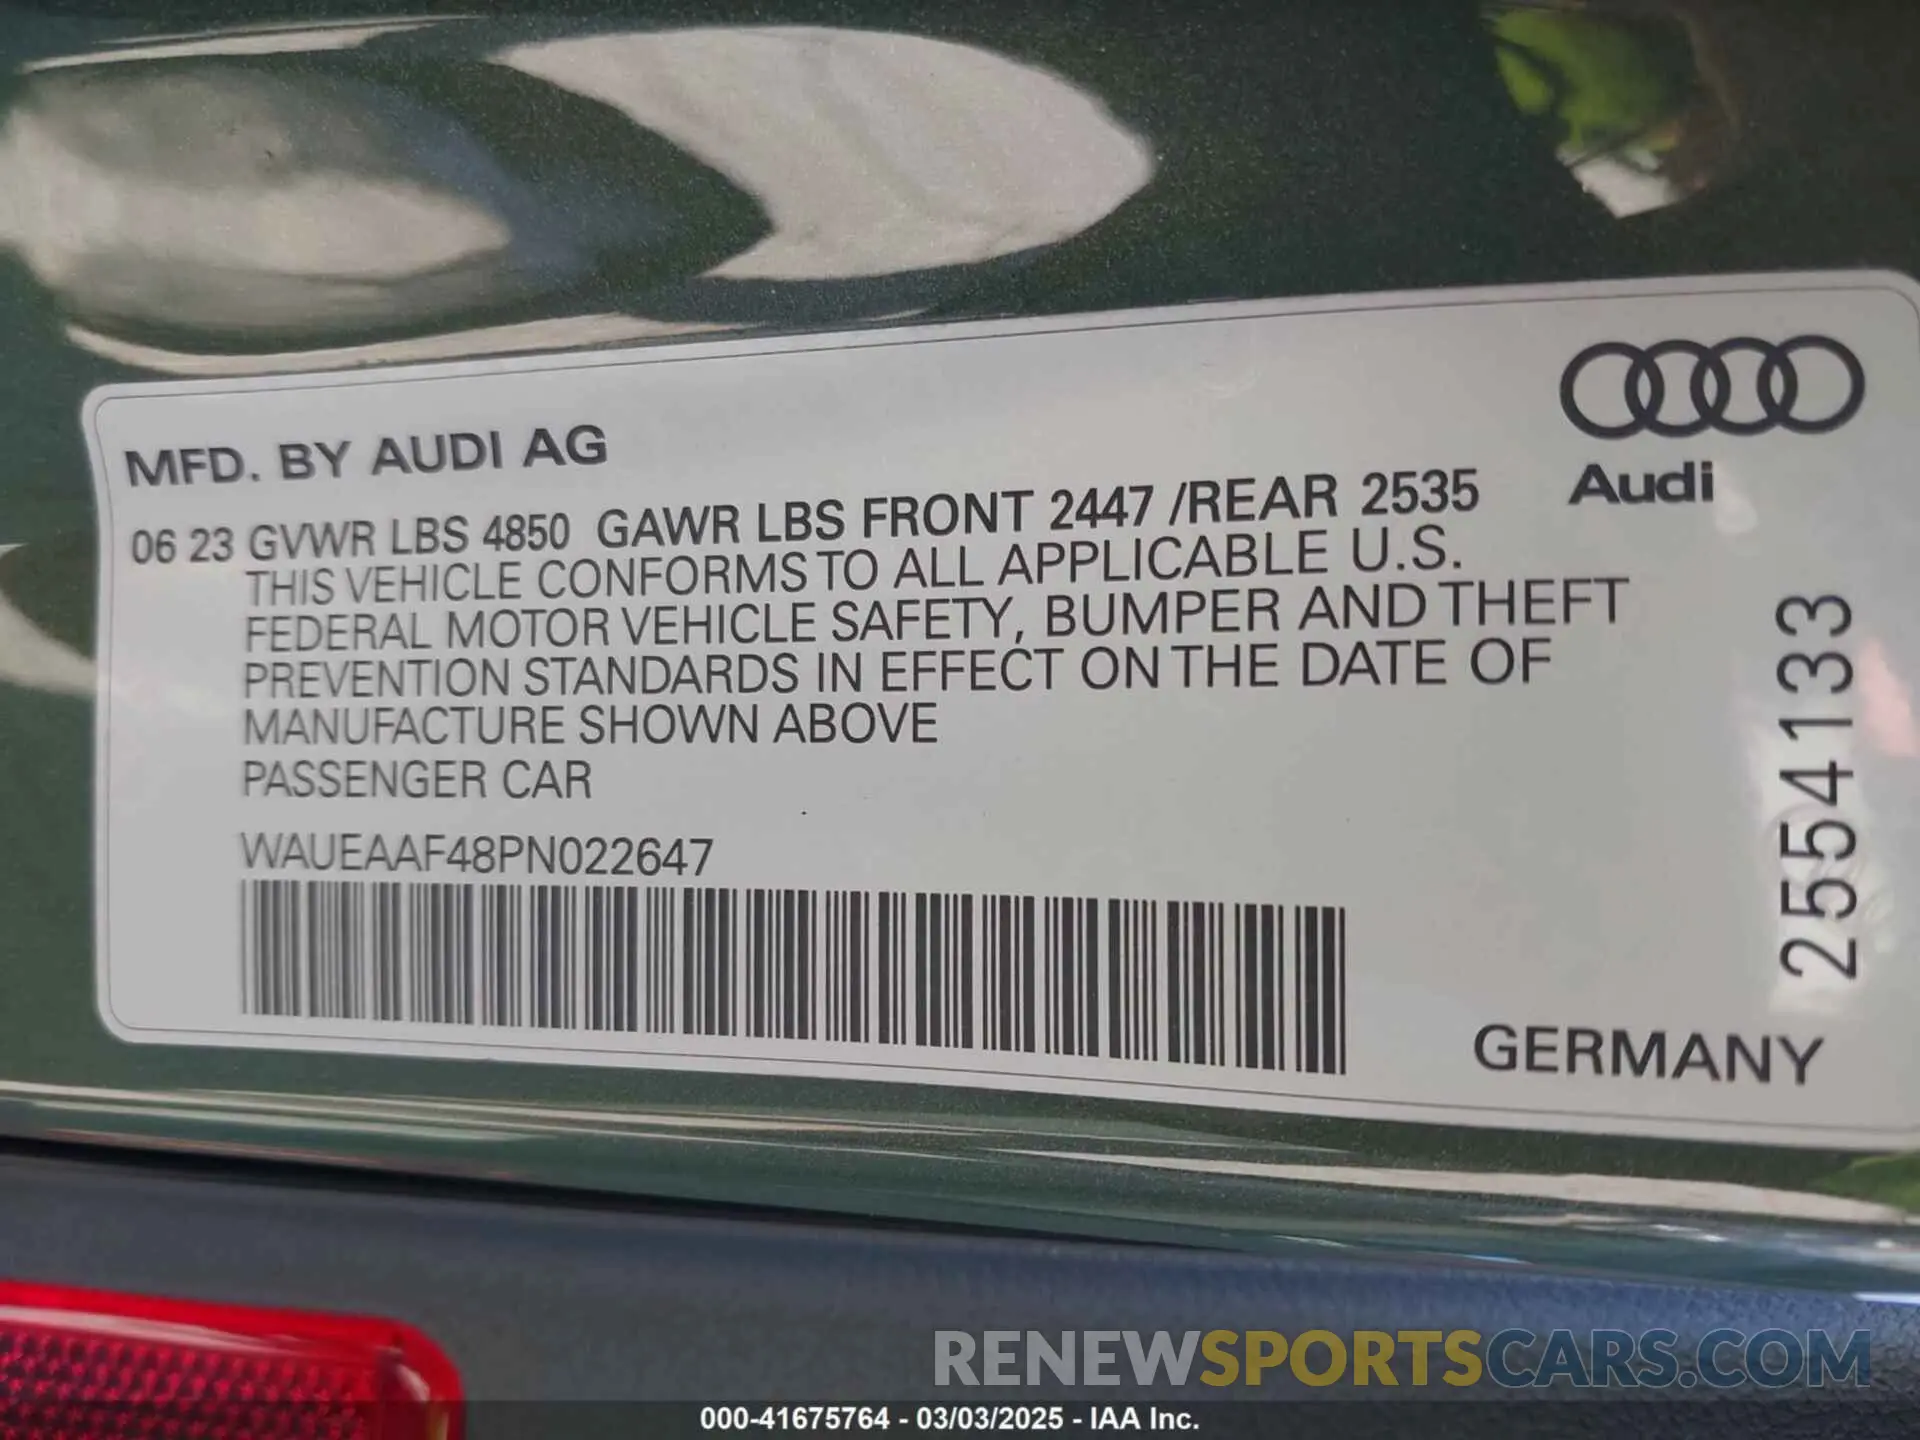 MFD. BY AUDI AG
Audi
06 23 GVWR LBS 4850 GAWR LBS FRONT 2447 /REAR 2535
THIS VEHICLE CONFORMS TO ALL APPLICABLE U.S.
FEDERAL MOTOR VEHICLE SAFETY, BUMPER AND THEFT
PREVENTION STANDARDS IN EFFECT ON THE DATE OF
MANUFACTURE SHOWN ABOVE
PASSENGER CAR
WAUEAAF48PN022647
2554133
GERMANY
RENEWSPORTSCARS.COM
000-41675764 - 03/03/2025 - IAA Inc.